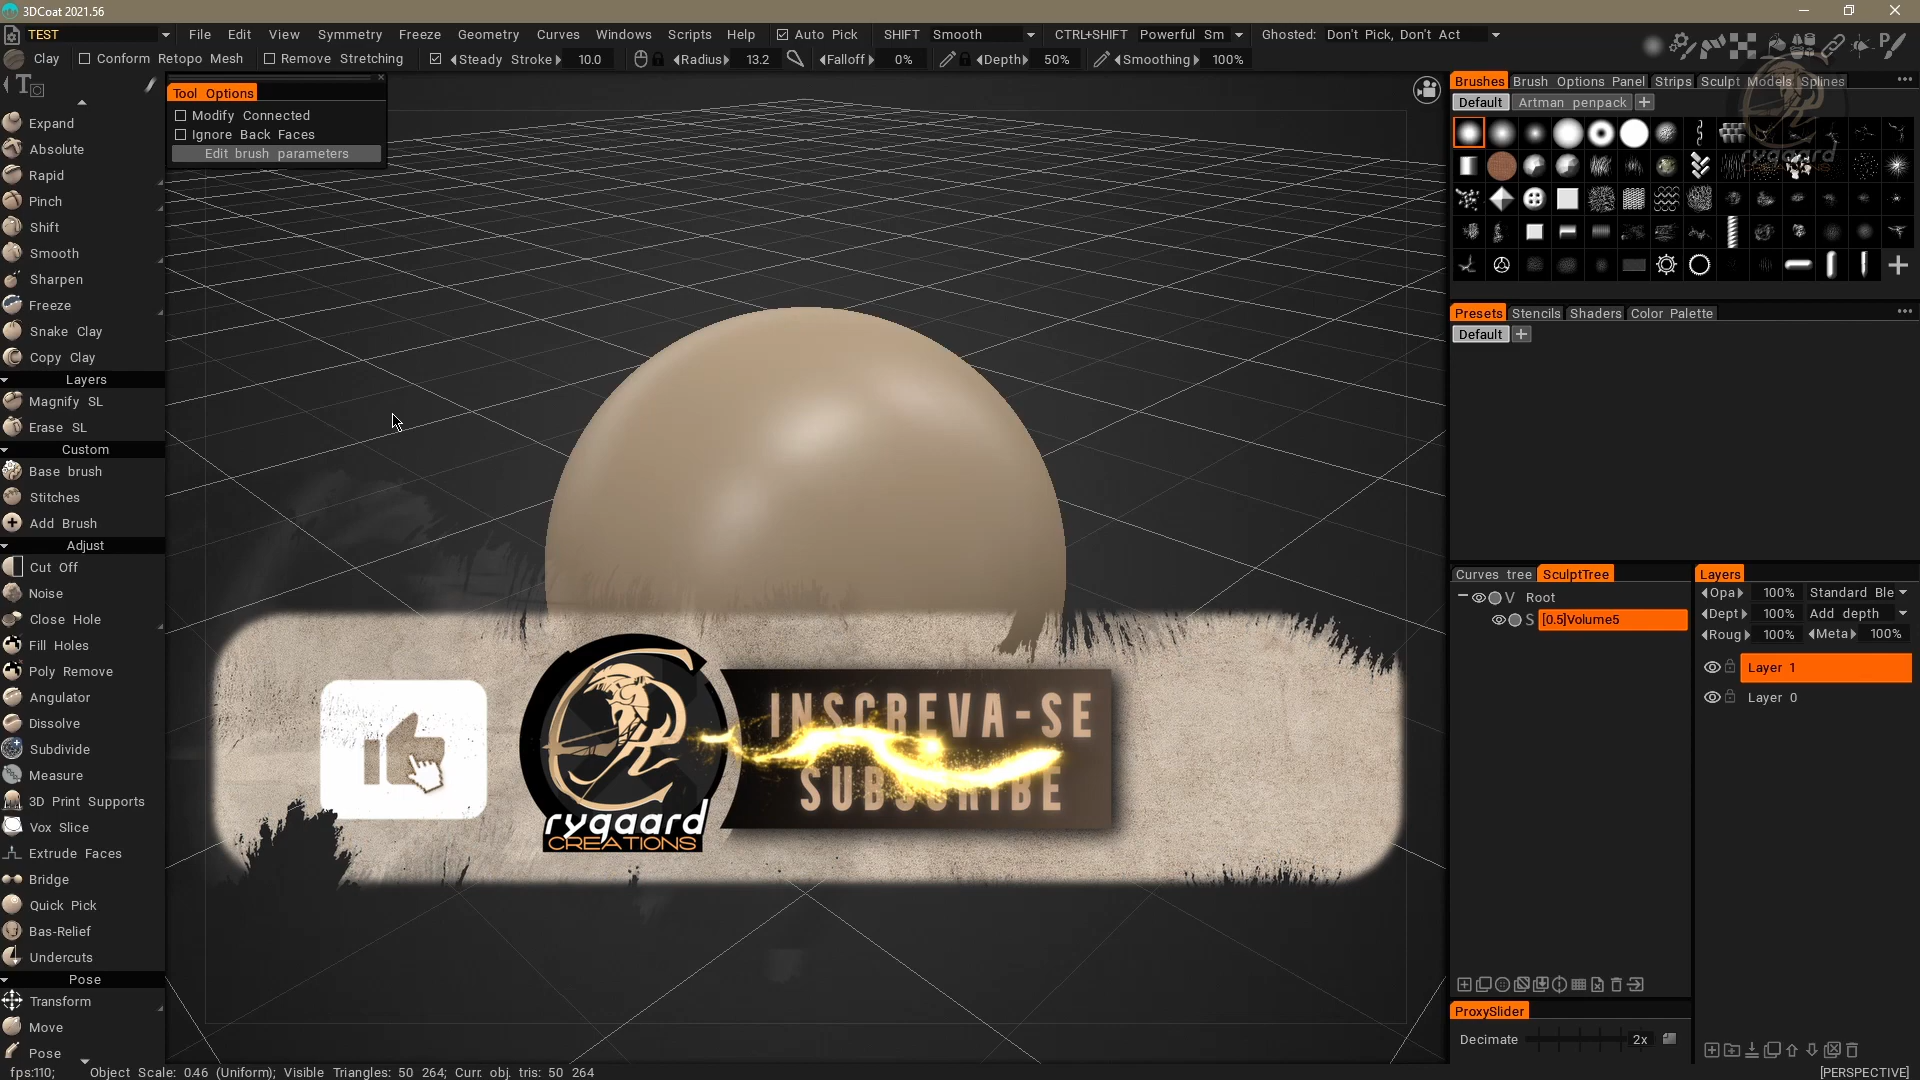 3DCoat 2021.56
TEST File Edit View Symmetry Freeze Geometry Curves Windows Scripts Help Auto Pick SHIFT Smooth CTRL+SHIFT Powerful Sm Ghosted: Don't Pick, Don't Act
Clay Conform Retopo Mesh Remove Stretching Steady Stroke 10.0 Radius 13.2 Falloff 0% Depth 50% Smoothing 100%
Tool Options
Modify Connected
Ignore Back Faces
Edit brush parameters
Expand
Absolute
Rapid
Pinch
Shift
Smooth
Sharpen
Freeze
Snake Clay
Copy Clay
Layers
Magnify SL
Erase SL
Custom
Base brush
Stitches
Add Brush
Adjust
Cut Off
Noise
Close Hole
Fill Holes
Poly Remove
Angulator
Dissolve
Subdivide
Measure
3D Print Supports
Vox Slice
Extrude Faces
Bridge
Quick Pick
Bas-Relief
Undercuts
Pose
Transform
Move
Pose
INSCREVA-SE
SUBSCRIBE
rygaard
CREATIONS
Brushes Brush Options Panel Strips Sculpt Models Splines
Default Artman penpack
rygaard
CREATIONS
Presets Stencils Shaders Color Palette
Default
Curves tree SculptTree
V Root
S [0.5]Volume5
ProxySlider
Decimate 2x
Layers
Opa 100% Standard Ble
Dept 100% Add depth
Roug 100% Meta 100%
Layer 1
Layer 0
fps:110; Object Scale: 0.46 (Uniform); Visible Triangles: 50 264; Curr. obj. tris: 50 264 [PERSPECTIVE]